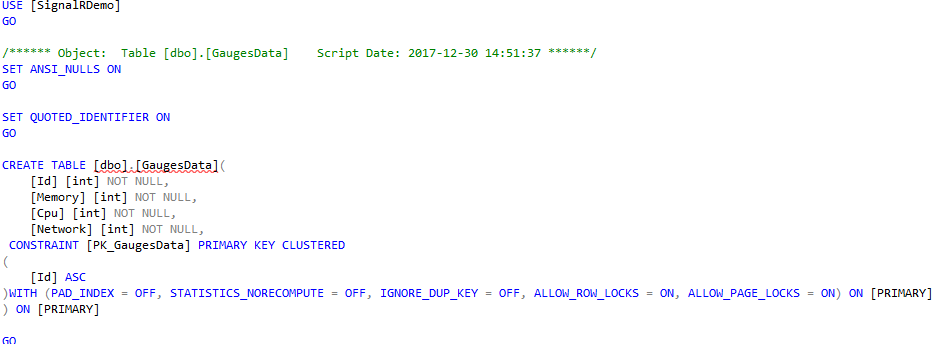 USE [SignalRDemo]
GO
/****** Object:  Table [dbo].[GaugesData]    Script Date: 2017-12-30 14:51:37 ******/
SET ANSI_NULLS ON
GO
SET QUOTED_IDENTIFIER ON
GO
CREATE TABLE [dbo].[GaugesData](
    [Id] [int] NOT NULL,
    [Memory] [int] NOT NULL,
    [Cpu] [int] NOT NULL,
    [Network] [int] NOT NULL,
 CONSTRAINT [PK_GaugesData] PRIMARY KEY CLUSTERED
(
    [Id] ASC
)WITH (PAD_INDEX = OFF, STATISTICS_NORECOMPUTE = OFF, IGNORE_DUP_KEY = OFF, ALLOW_ROW_LOCKS = ON, ALLOW_PAGE_LOCKS = ON) ON [PRIMARY]
) ON [PRIMARY]
GO